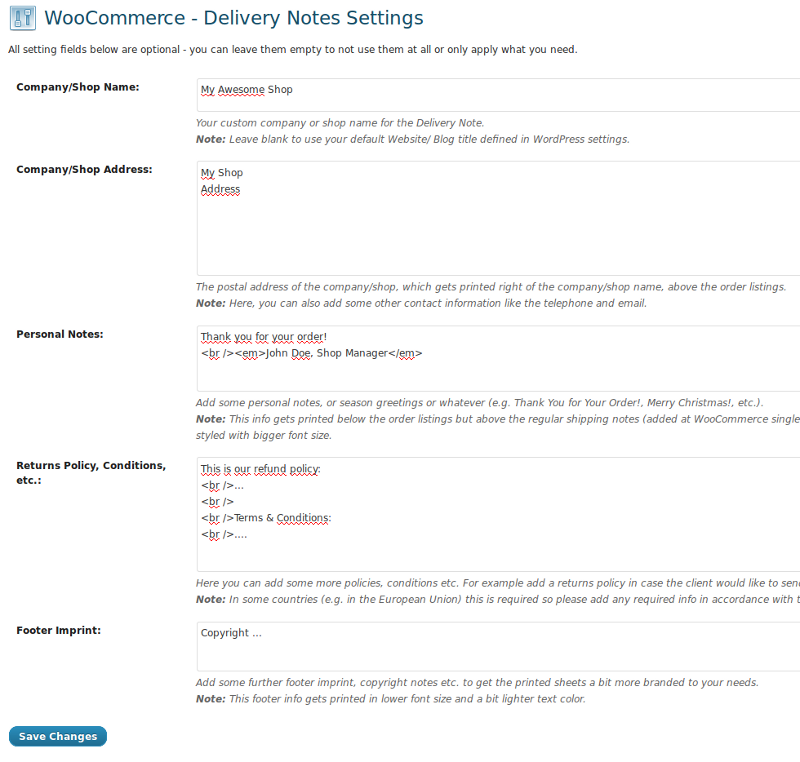 WooCommerce - Delivery Notes Settings
All setting fields below are optional - you can leave them empty to not use them at all or only apply what you need.
Company/Shop Name:
My Awesome Shop
Your custom company or shop name for the Delivery Note.
Note: Leave blank to use your default Website/ Blog title defined in WordPress settings.
Company/Shop Address:
My Shop
Address
The postal address of the company/shop, which gets printed right of the company/shop name, above the order listings.
Note: Here, you can also add some other contact information like the telephone and email.
Personal Notes:
Thank you for your order!
<br /><em>John Doe, Shop Manager</em>
Add some personal notes, or season greetings or whatever (e.g. Thank You for Your Order!, Merry Christmas!, etc.).
Note: This info gets printed below the order listings but above the regular shipping notes (added at WooCommerce single
styled with bigger font size.
Returns Policy, Conditions,
etc.:
This is our refund policy:
<br />...
<br />
<br />Terms & Conditions:
<br />....
Here you can add some more policies, conditions etc. For example add a returns policy in case the client would like to sen
Note: In some countries (e.g. in the European Union) this is required so please add any required info in accordance with t
Footer Imprint:
Copyright ...
Add some further footer imprint, copyright notes etc. to get the printed sheets a bit more branded to your needs.
Note: This footer info gets printed in lower font size and a bit lighter text color.
Save Changes